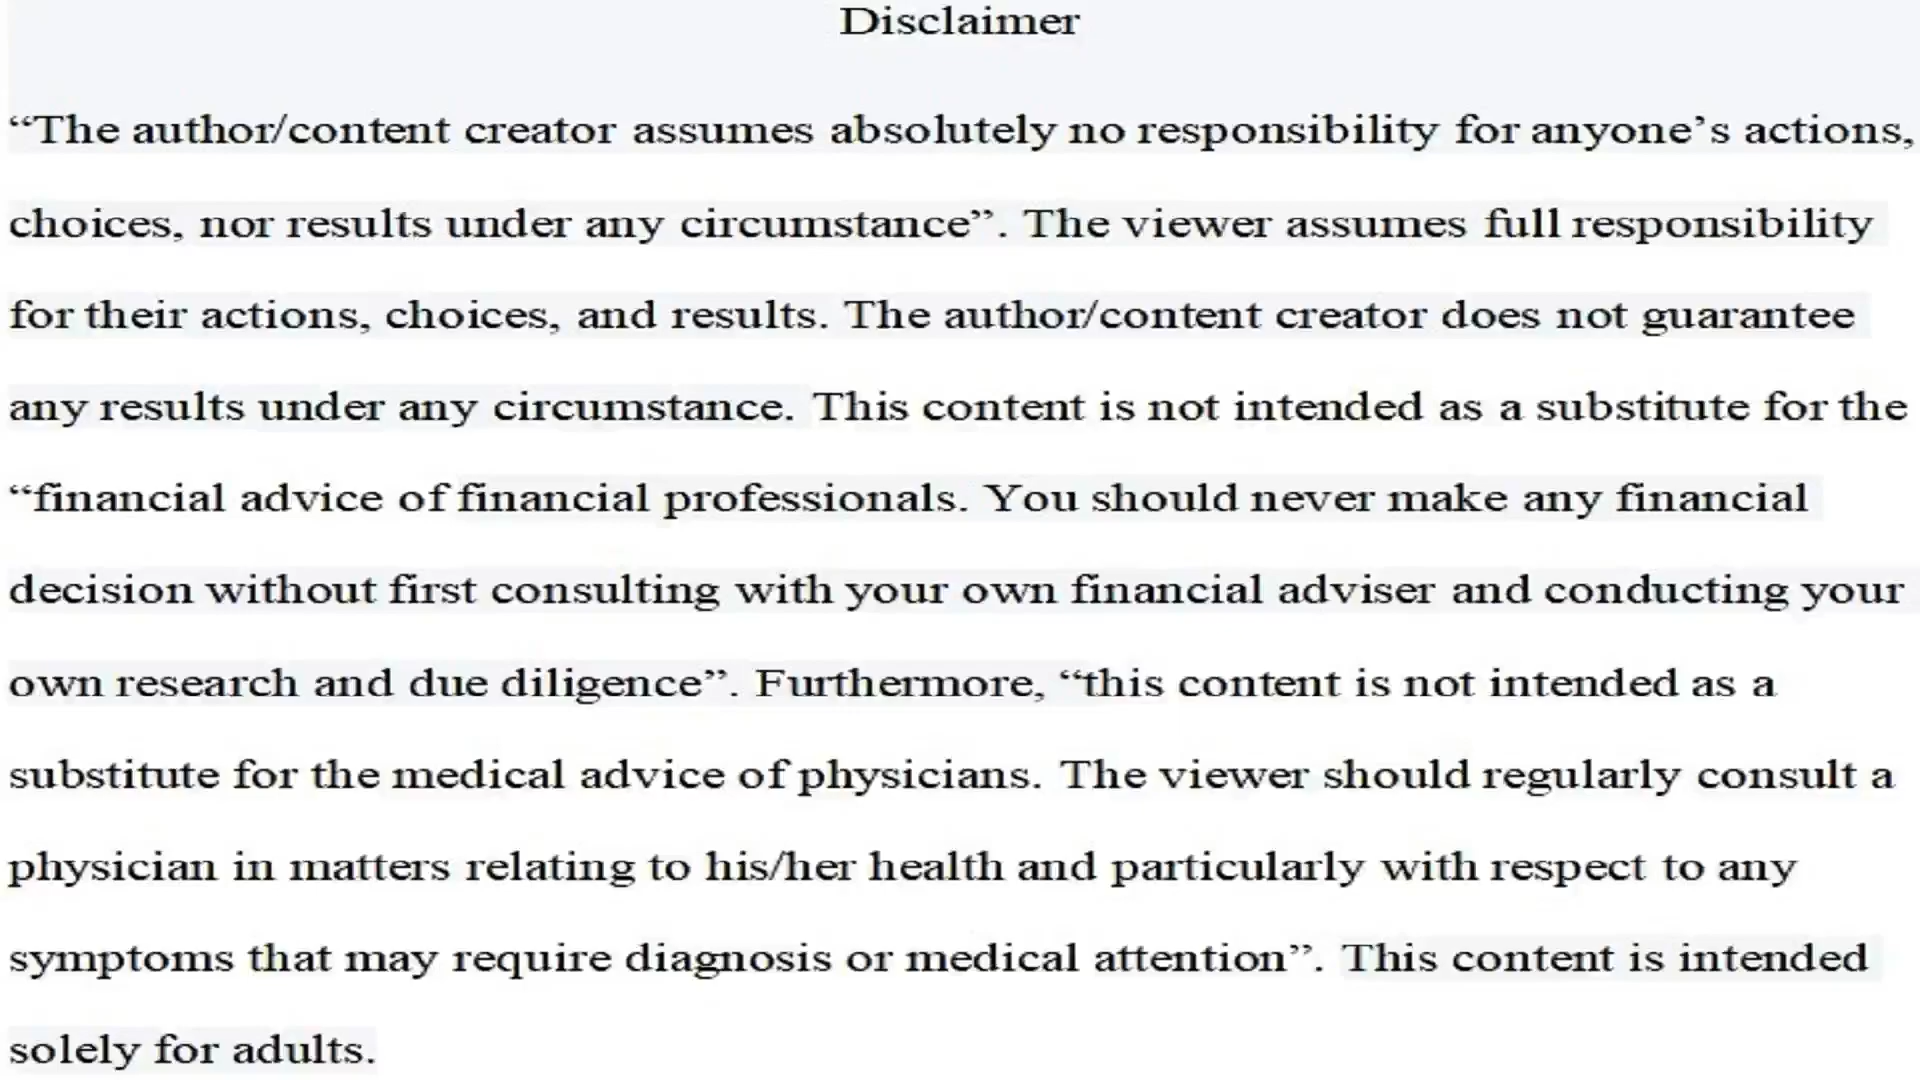 Disclaimer
“The author/content creator assumes absolutely no responsibility for anyone’s actions,
choices, nor results under any circumstance”. The viewer assumes full responsibility
for their actions, choices, and results. The author/content creator does not guarantee
any results under any circumstance. This content is not intended as a substitute for the
“financial advice of financial professionals. You should never make any financial
decision without first consulting with your own financial adviser and conducting your
own research and due diligence”. Furthermore, “this content is not intended as a
substitute for the medical advice of physicians. The viewer should regularly consult a
physician in matters relating to his/her health and particularly with respect to any
symptoms that may require diagnosis or medical attention”. This content is intended
solely for adults.